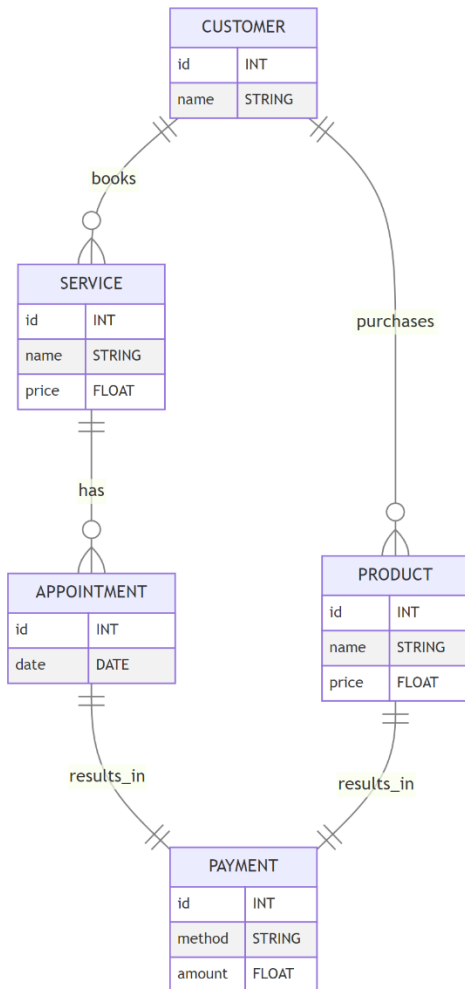 CUSTOMER
id INT
name STRING
books
SERVICE
id INT
name STRING
price FLOAT
purchases
has
APPOINTMENT
id INT
date DATE
PRODUCT
id INT
name STRING
price FLOAT
results_in
results_in
PAYMENT
id INT
method STRING
amount FLOAT